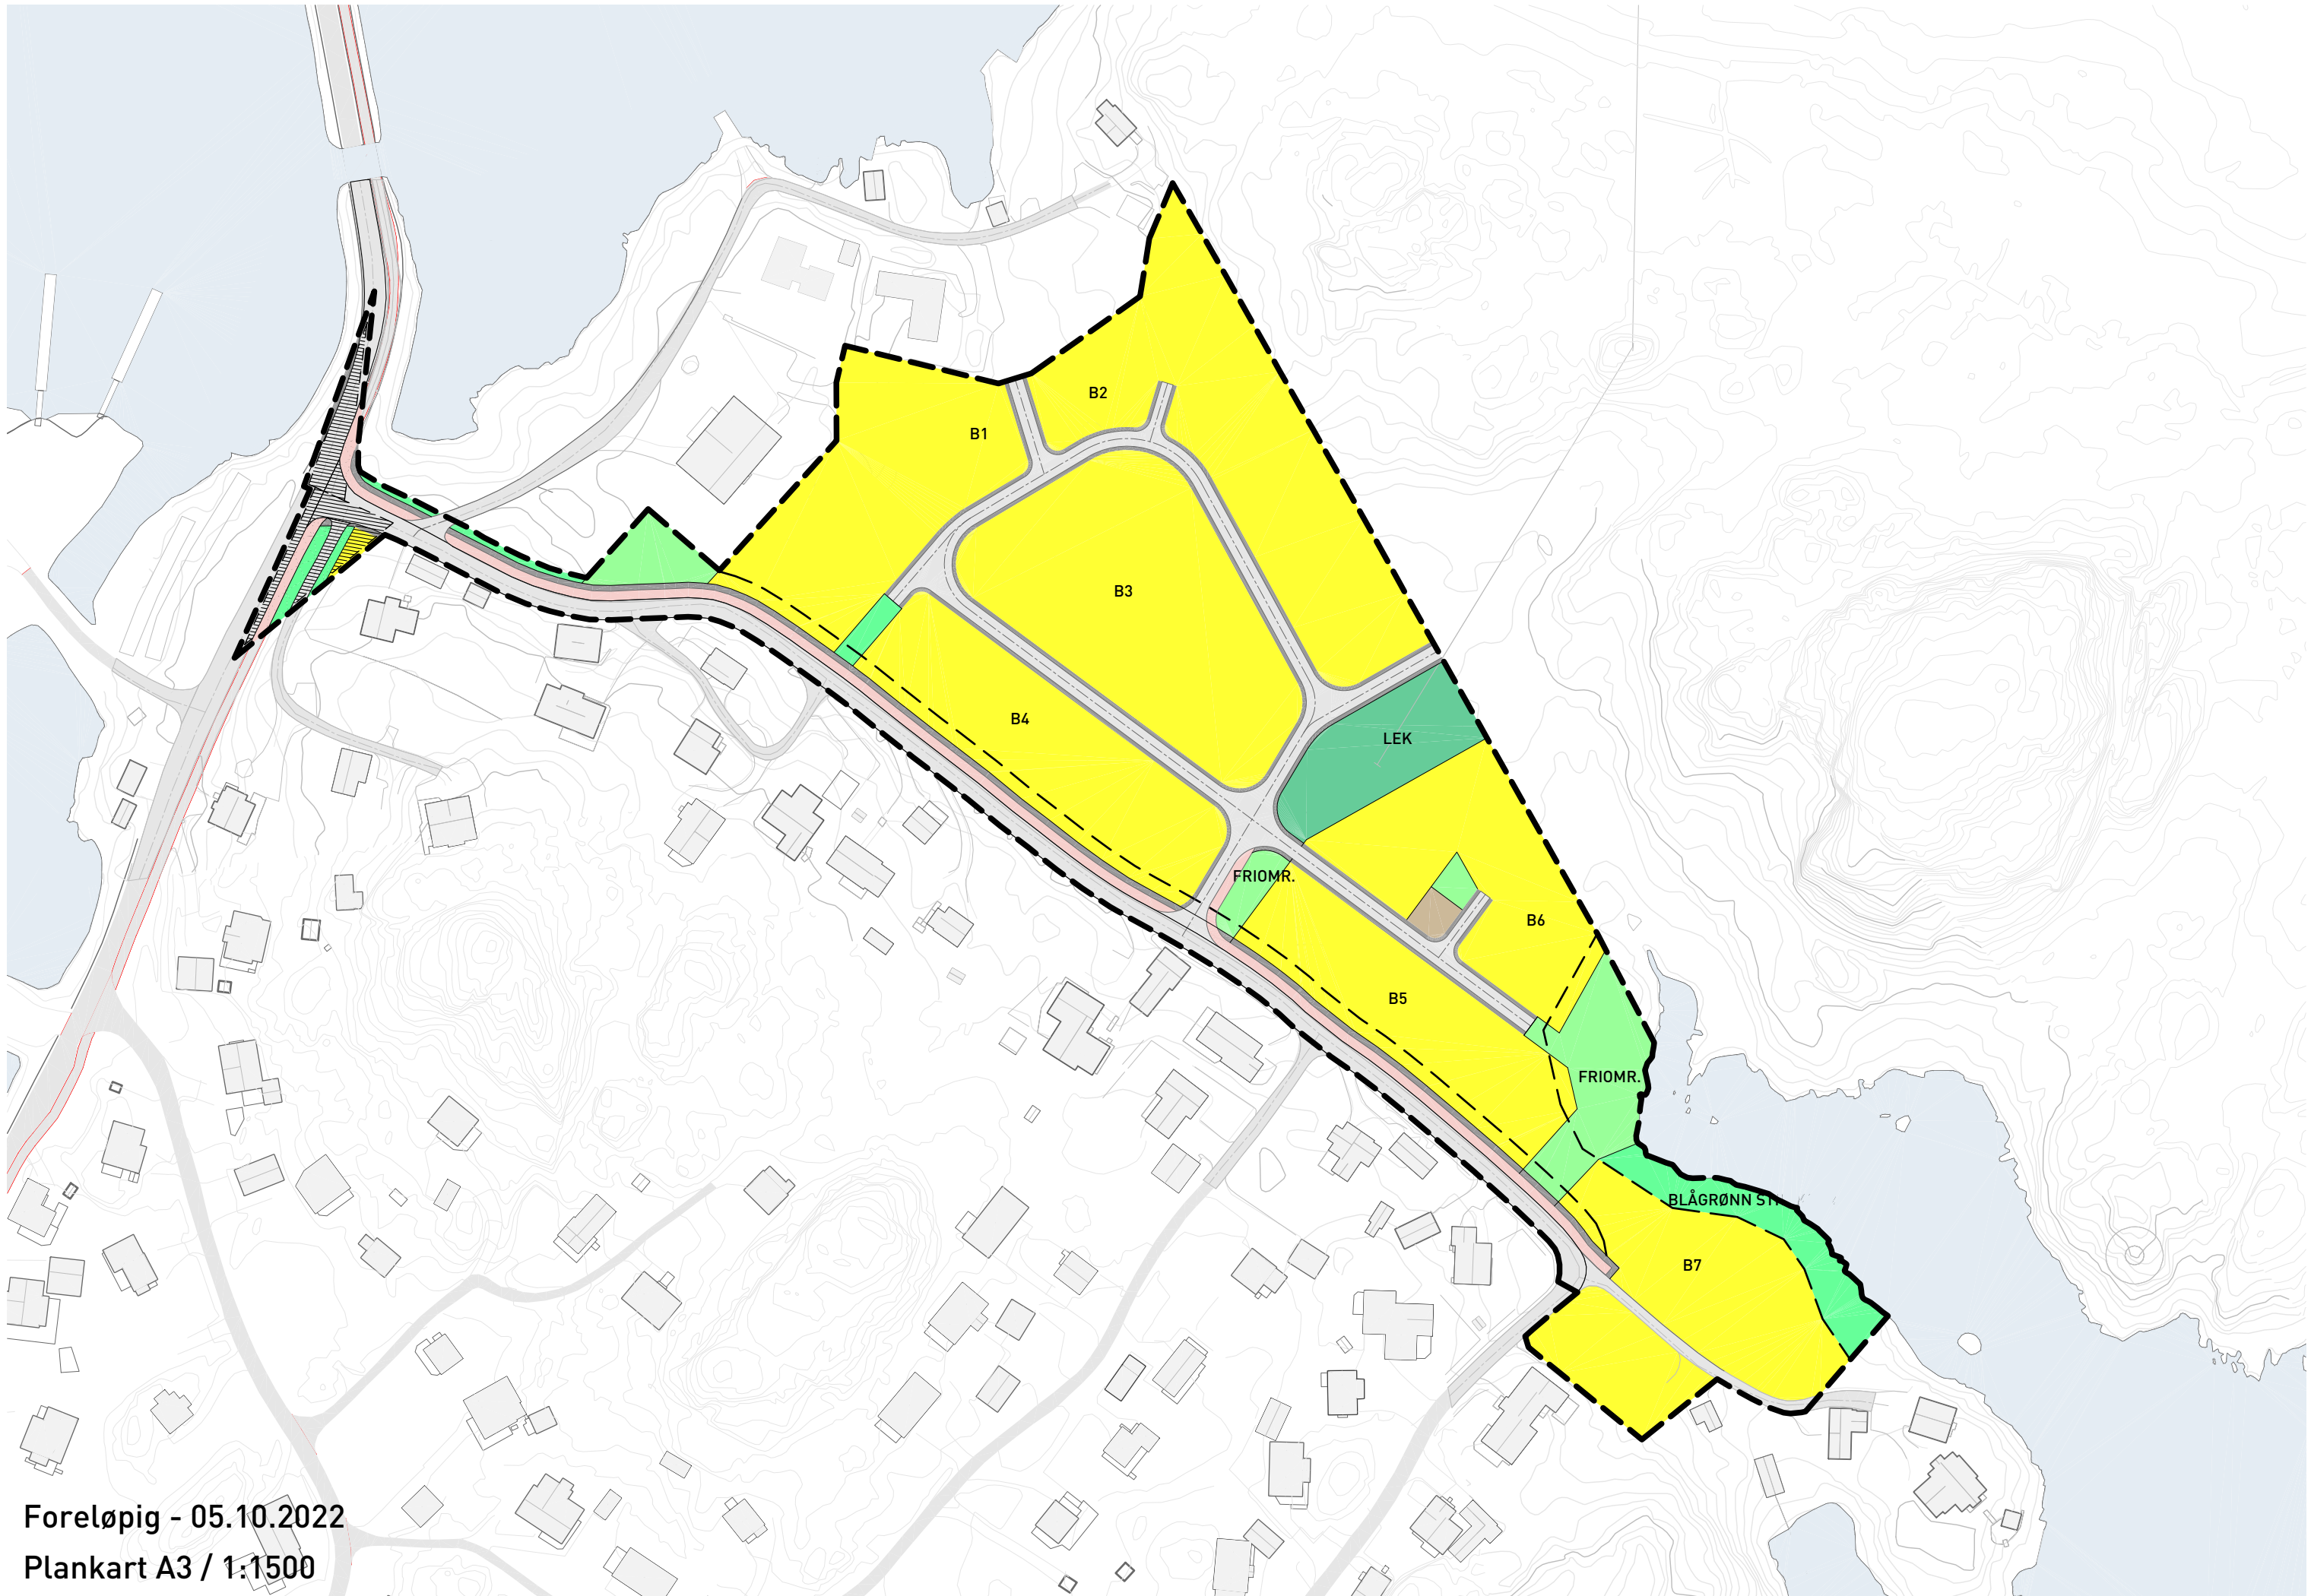 B2
B1
B3
B4
LEK
FRIOMR.
B6
B5
FRIOMR.
BLÅGRØNN ST
B7
Foreløpig - 05.10.2022
Plankart A3 / 1:1500